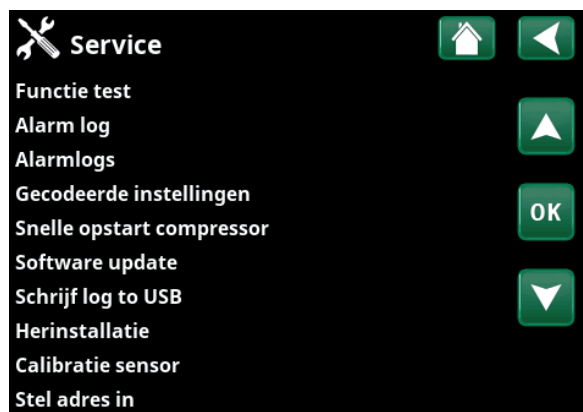 Service
Functie test
Alarm log
Alarmlogs
Gecodeerde instellingen
Snelle opstart compressor
OK
Software update
Schrijf log to USB
Herinstallatie
Calibratie sensor
Stel adres in